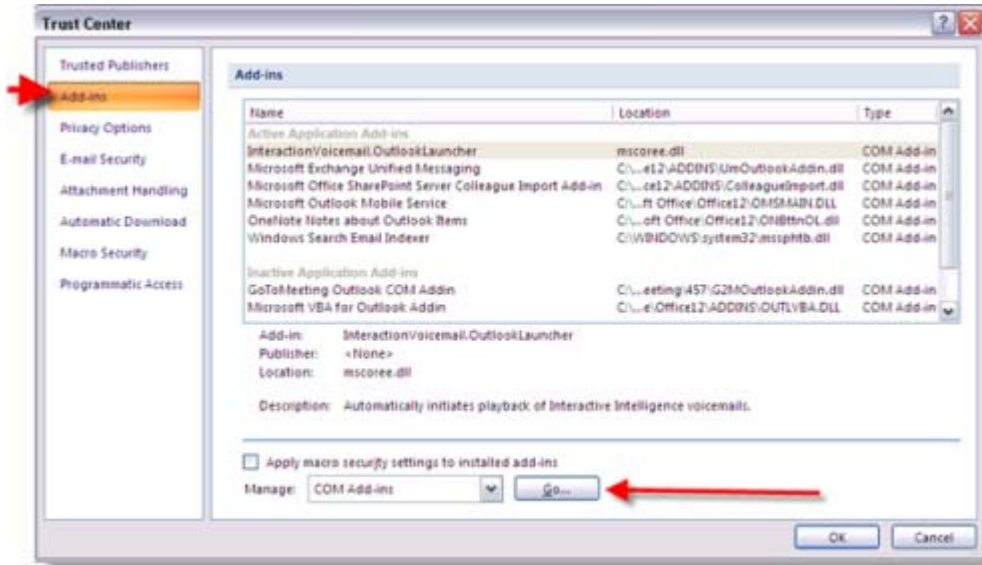 Trust Center
Trusted Publishers
Add-ins
Privacy Options
E-mail Security
Attachment Handling
Automatic Download
Macro Security
Programmatic Access
Add-ins
Name Location Type
Active Application Add-ins
InteractionVoicemail.OutlookLauncher mscoree.dll COM Add-in
Microsoft Exchange Unified Messaging C:\...e12\ADDINS\UmOutlookAddin.dll COM Add-in
Microsoft Office SharePoint Server Colleague Import Add-in C:\...ce12\ADDINS\ColleagueImport.dll COM Add-in
Microsoft Outlook Mobile Service C:\...ft Office\Office12\OMSMAIN.DLL COM Add-in
OneNote Notes about Outlook Items C:\...oft Office\Office12\ONBttnOL.dll COM Add-in
Windows Search Email Indexer C:\WINDOWS\system32\mssphtb.dll COM Add-in
Inactive Application Add-ins
GoToMeeting Outlook COM Addin C:\...eeting\457\G2MOutlookAddin.dll COM Add-in
Microsoft VBA for Outlook Addin C:\...e\Office12\ADDINS\OUTLVBA.DLL COM Add-in
Add-in: InteractionVoicemail.OutlookLauncher
Publisher: <None>
Location: mscoree.dll
Description: Automatically initiates playback of Interactive Intelligence voicemails.
Apply macro security settings to installed add-ins
Manage: COM Add-ins Go...
OK Cancel